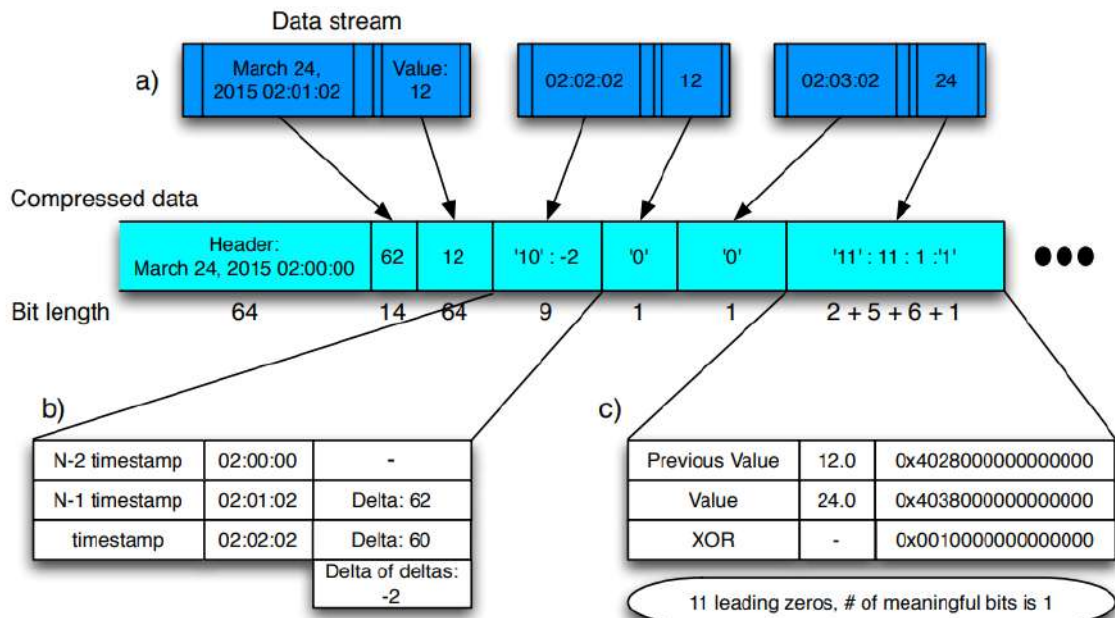 Data stream
a)
March 24,
2015 02:01:02
Value:
12
02:02:02
12
02:03:02
24
Compressed data
Header:
March 24, 2015 02:00:00
62
12
'10' : -2
'0'
'0'
'11' : 11 : 1 :'1'
Bit length
64
14
64
9
1
1
2 + 5 + 6 + 1
b)
N-2 timestamp 02:00:00 -
N-1 timestamp 02:01:02 Delta: 62
timestamp 02:02:02 Delta: 60
Delta of deltas:
-2
c)
Previous Value 12.0 0x4028000000000000
Value 24.0 0x4038000000000000
XOR - 0x0010000000000000
11 leading zeros, # of meaningful bits is 1